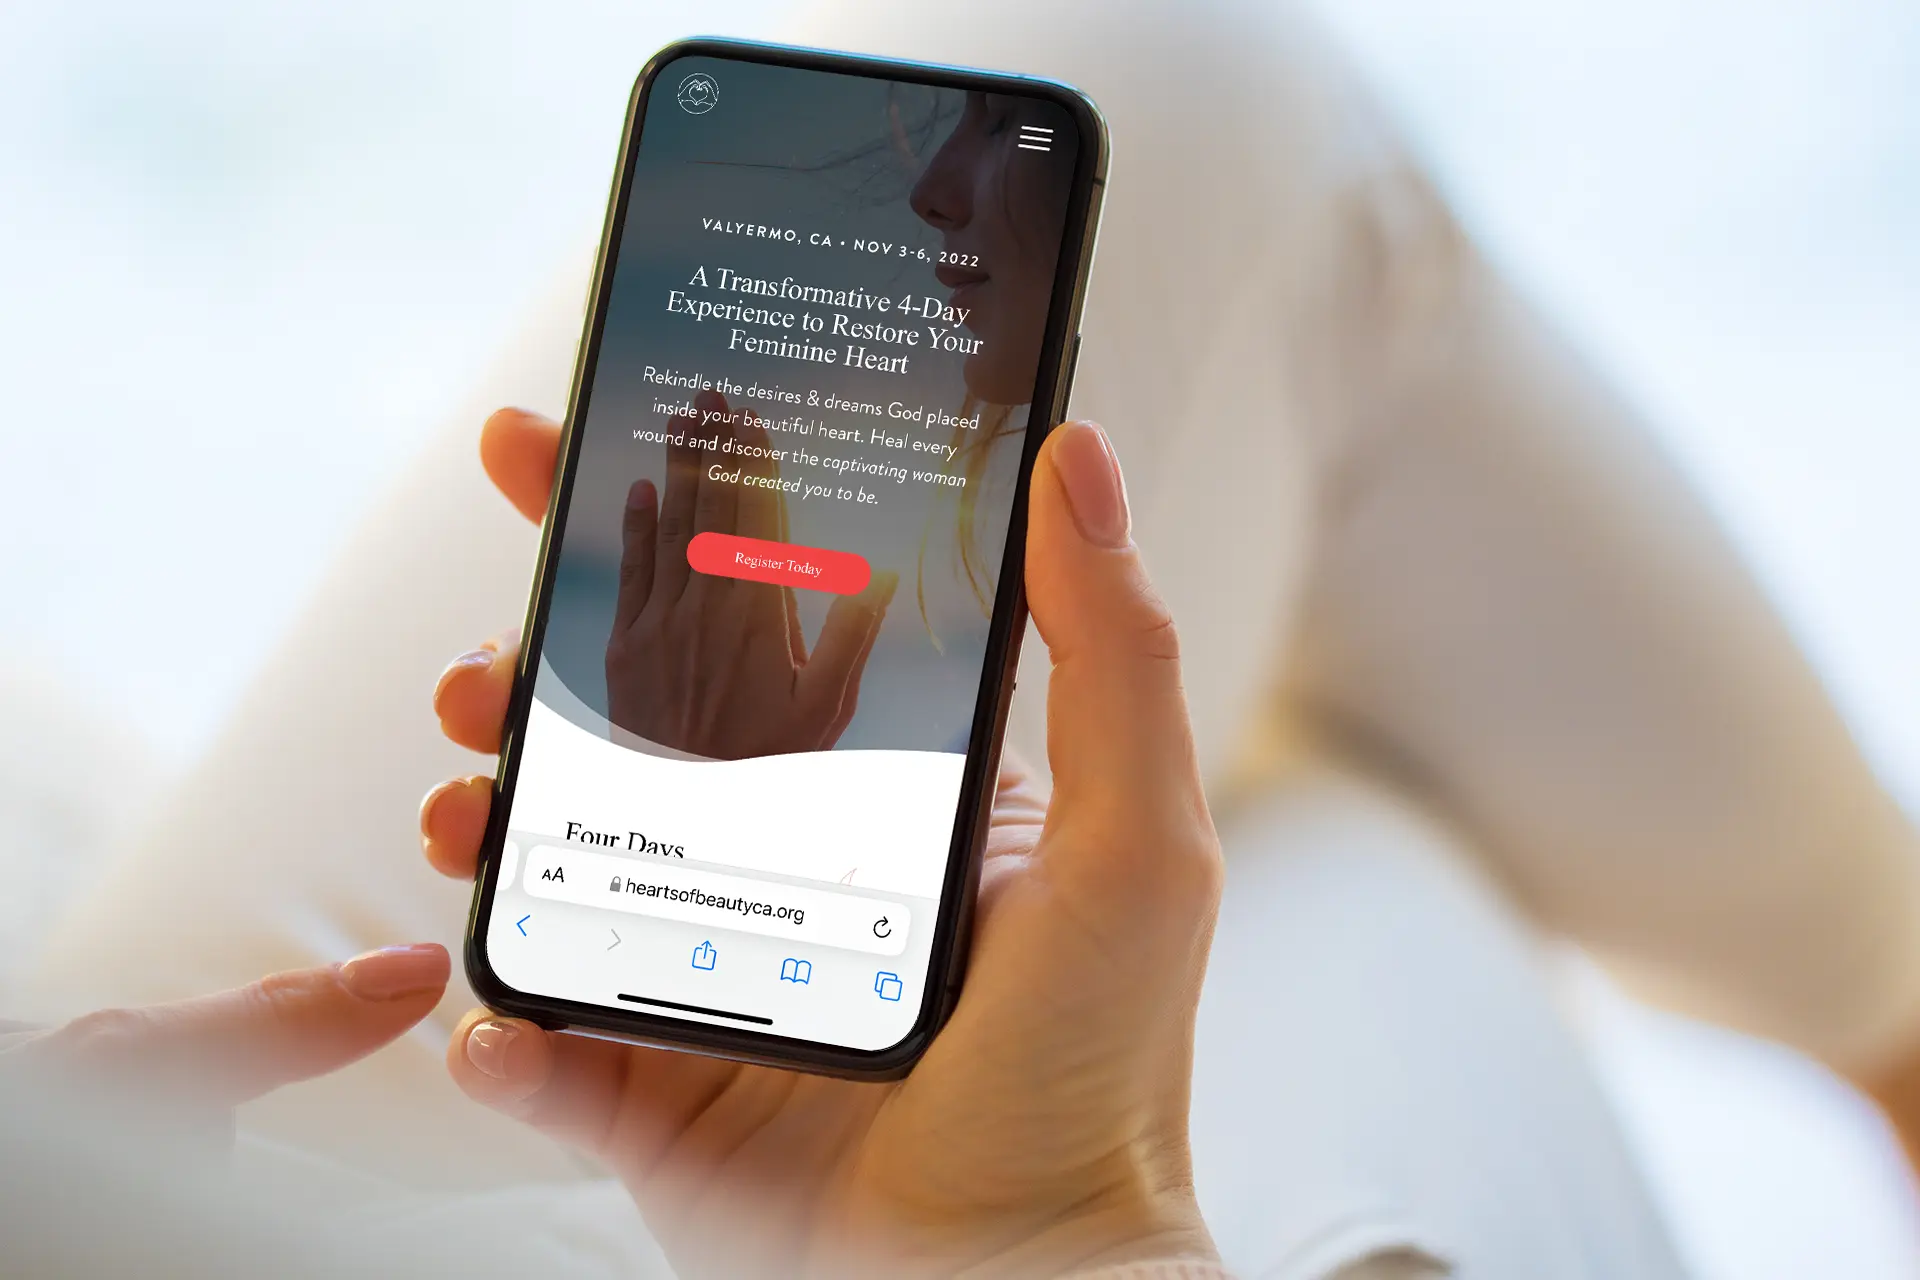 VALYERMO, CA • NOV 3-6, 2022
A Transformative 4-Day
Experience to Restore Your
Feminine Heart
Rekindle the desires & dreams God placed
inside your beautiful heart. Heal every
wound and discover the captivating woman
God created you to be.
Register Today
Four Days
AA heartsofbeautyca.org